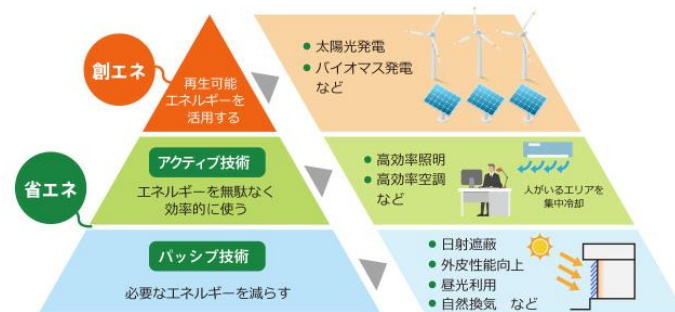 創エネ
再生可能
エネルギーを
活用する
● 太陽光発電
● バイオマス発電
など
省エネ
アクティブ技術
エネルギーを無駄なく
効率的に使う
● 高効率照明
● 高効率空調
など
人がいるエリアを
集中冷却
パッシブ技術
必要なエネルギーを減らす
● 日射遮蔽
● 外皮性能向上
● 昼光利用
● 自然換気 など